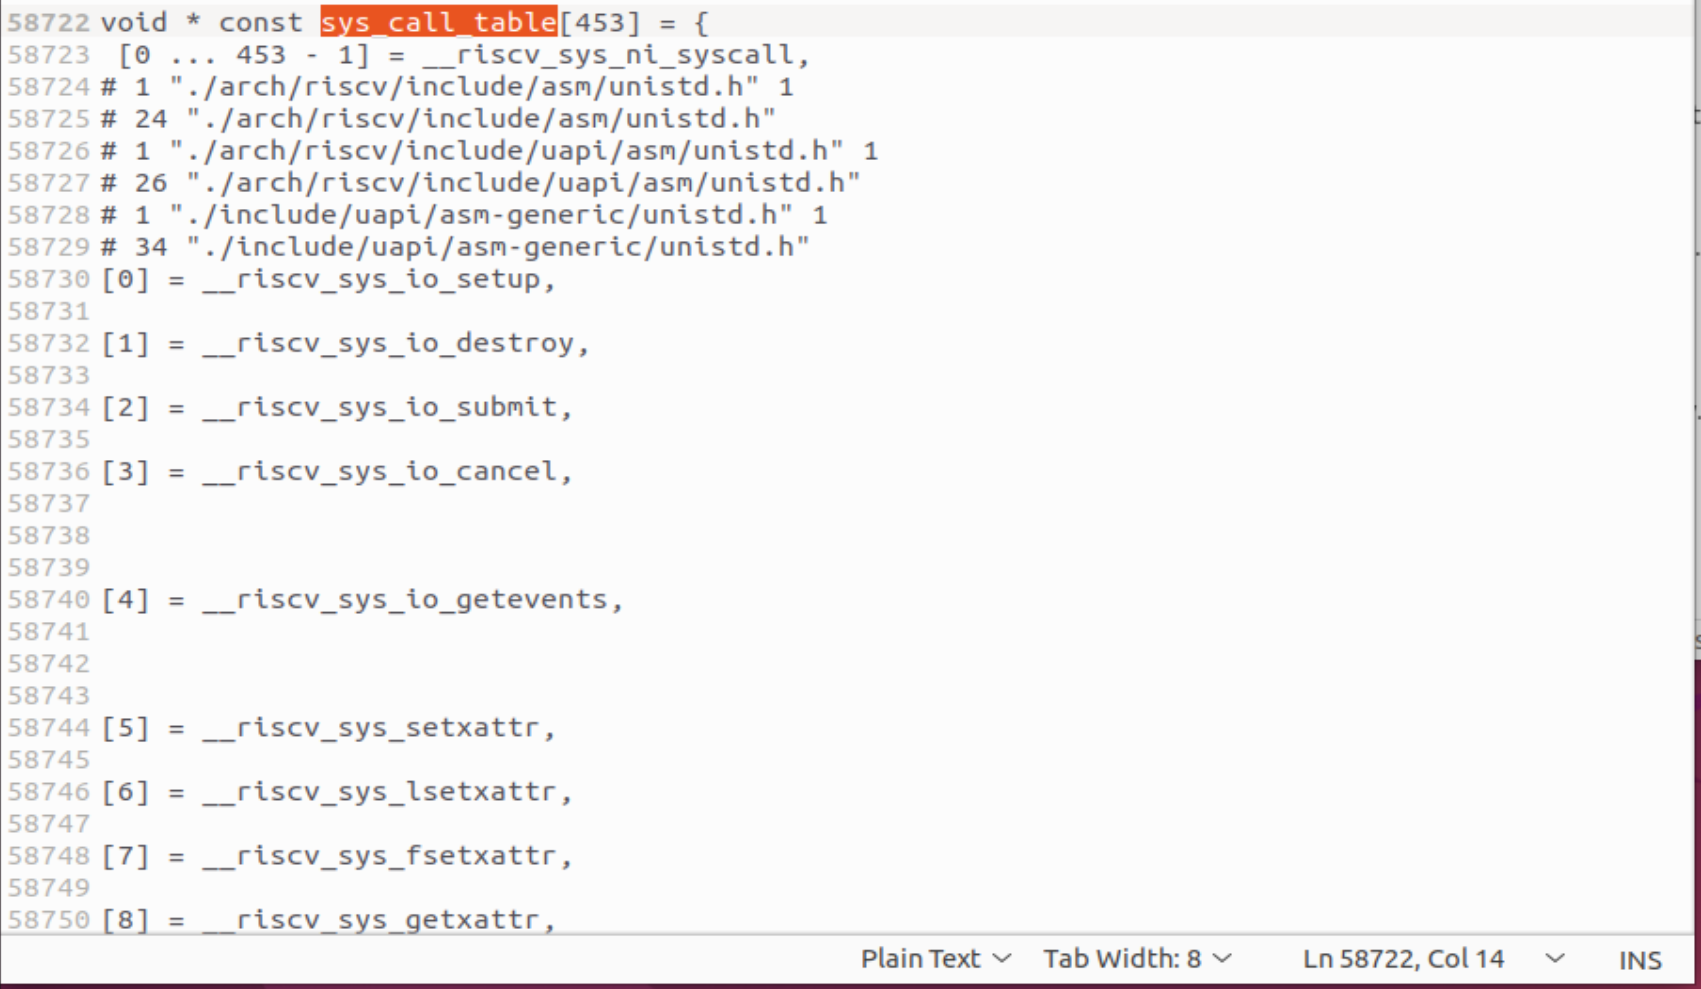 58722 void * const sys_call_table[453] = {
58723  [0 ... 453 - 1] = __riscv_sys_ni_syscall,
58724 # 1 "./arch/riscv/include/asm/unistd.h" 1
58725 # 24 "./arch/riscv/include/asm/unistd.h"
58726 # 1 "./arch/riscv/include/uapi/asm/unistd.h" 1
58727 # 26 "./arch/riscv/include/uapi/asm/unistd.h"
58728 # 1 "./include/uapi/asm-generic/unistd.h" 1
58729 # 34 "./include/uapi/asm-generic/unistd.h"
58730 [0] = __riscv_sys_io_setup,
58731
58732 [1] = __riscv_sys_io_destroy,
58733
58734 [2] = __riscv_sys_io_submit,
58735
58736 [3] = __riscv_sys_io_cancel,
58737
58738
58739
58740 [4] = __riscv_sys_io_getevents,
58741
58742
58743
58744 [5] = __riscv_sys_setxattr,
58745
58746 [6] = __riscv_sys_lsetxattr,
58747
58748 [7] = __riscv_sys_fsetxattr,
58749
58750 [8] = __riscv_sys_getxattr,
Plain Text Tab Width: 8 Ln 58722, Col 14 INS